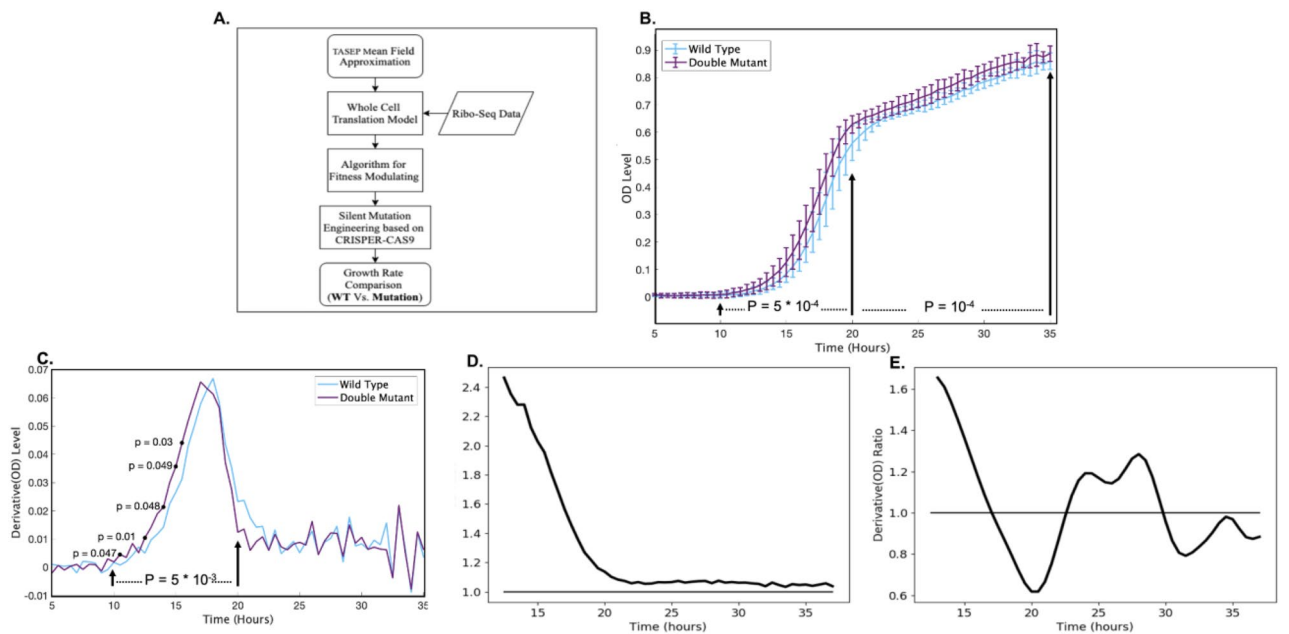 A.
TASEP Mean Field
Approximation
Whole Cell
Translation Model
Ribo-Seq Data
Algorithm for
Fitness Modulating
Silent Mutation
Engineering based on
CRISPER-CAS9
Growth Rate
Comparison
(WT Vs. Mutation)
B.
Wild Type
Double Mutant
0.9
0.8
0.7
0.6
0.5
0.4
0.3
0.2
0.1
0
OD Level
P = 5 * 10-4
P = 10-4
5
10
15
20
25
30
35
Time (Hours)
C.
Wild Type
Double Mutant
0.07
0.06
0.05
0.04
0.03
0.02
0.01
0
-0.01
Derivative(OD) Level
p = 0.03
p = 0.049
p = 0.048
p = 0.01
p = 0.047
P = 5 * 10-3
5
10
15
20
25
30
35
Time (Hours)
D.
2.4
2.2
2.0
1.8
1.6
1.4
1.2
1.0
15
20
25
30
35
Time (hours)
E.
1.6
1.4
1.2
1.0
0.8
0.6
Derivative(OD) Ratio
15
20
25
30
35
Time (hours)